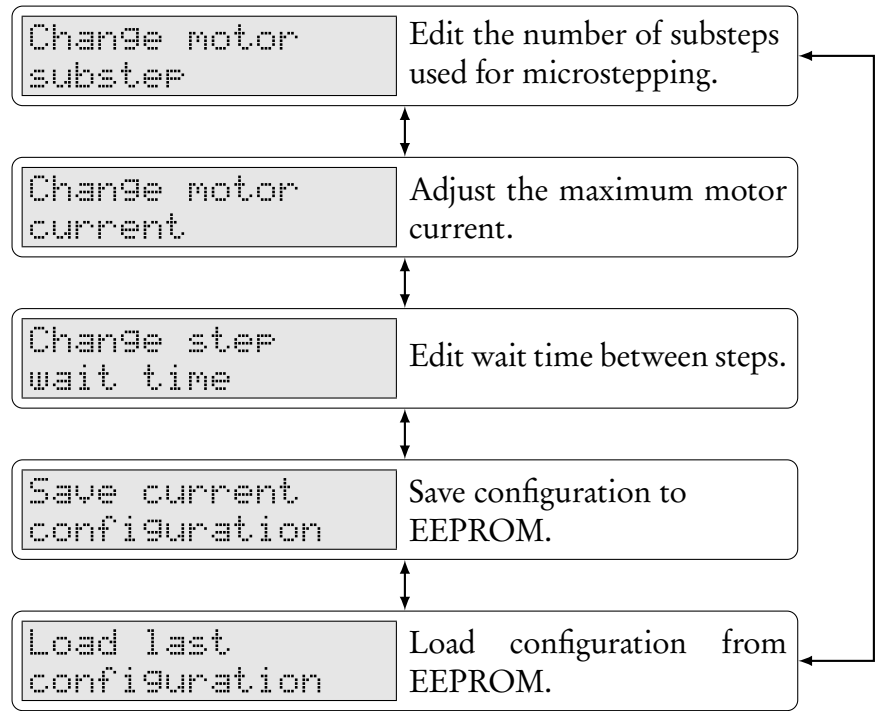 Change motor
substep
Edit the number of substeps
used for microstepping.
Change motor
current
Adjust the maximum motor
current.
Change step
wait time
Edit wait time between steps.
Save current
configuration
Save configuration to
EEPROM.
Load last
configuration
Load configuration from
EEPROM.